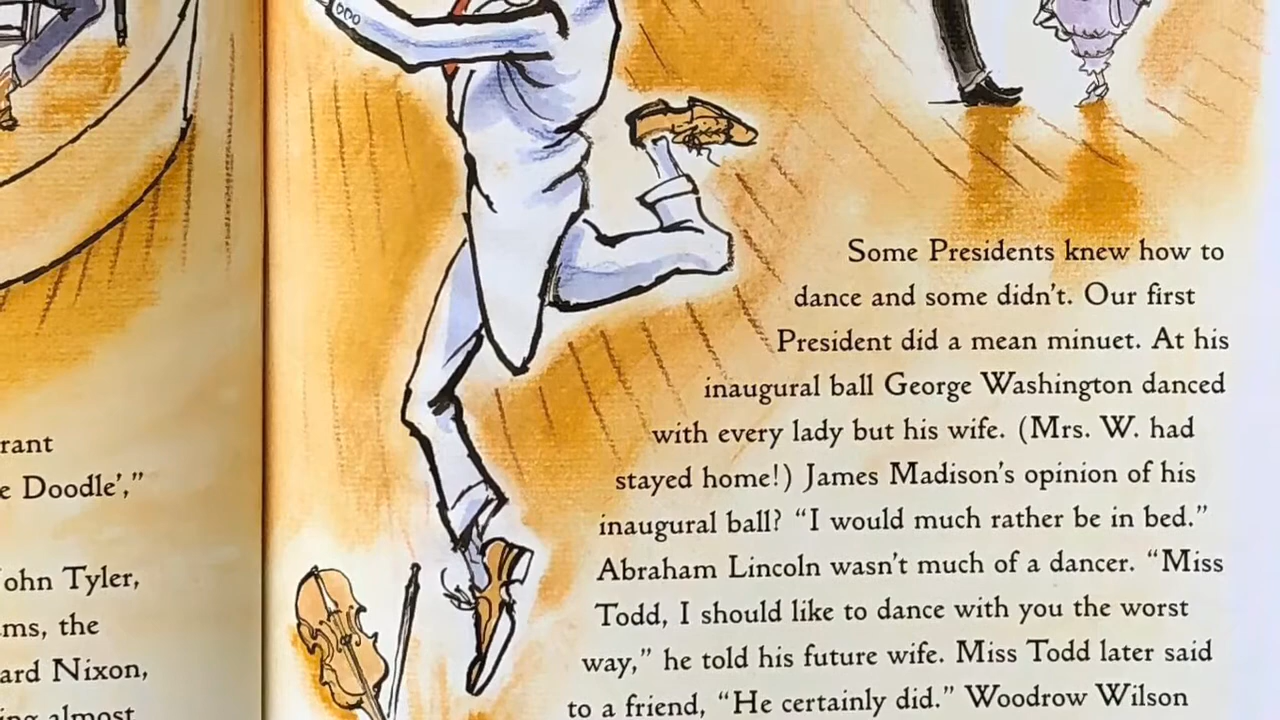 rant
e Doodle’,”
ohn Tyler,
ms, the
ard Nixon,
ing almost
Some Presidents knew how to
dance and some didn’t. Our first
President did a mean minuet. At his
inaugural ball George Washington danced
with every lady but his wife. (Mrs. W. had
stayed home!) James Madison’s opinion of his
inaugural ball? “I would much rather be in bed.”
Abraham Lincoln wasn’t much of a dancer. “Miss
Todd, I should like to dance with you the worst
way,” he told his future wife. Miss Todd later said
to a friend, “He certainly did.” Woodrow Wilson